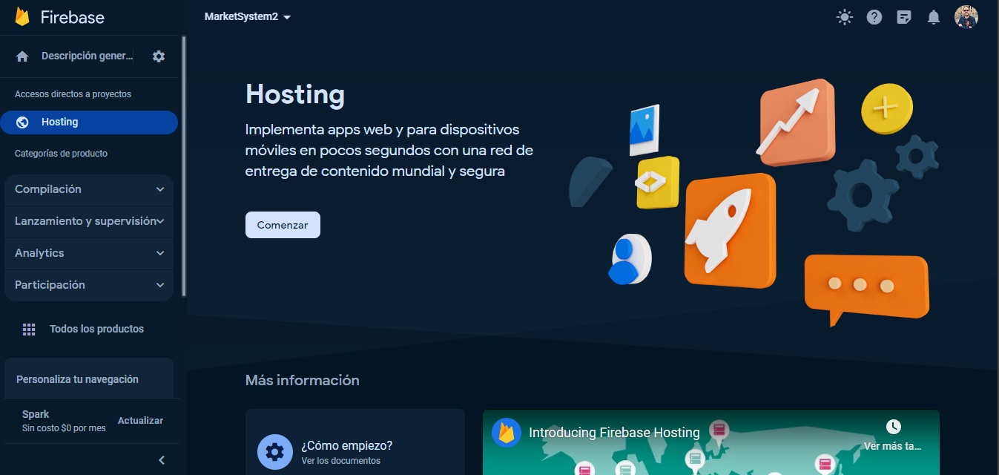 Firebase
MarketSystem2
Descripción gener...
Accesos directos a proyectos
Hosting
Categorías de producto
Compilación
Lanzamiento y supervisión
Analytics
Participación
Todos los productos
Personaliza tu navegación
Spark
Sin costo $0 por mes
Actualizar
Hosting
Implementa apps web y para dispositivos
móviles en pocos segundos con una red de
entrega de contenido mundial y segura
Comenzar
Más información
¿Cómo empiezo?
Ver los documentos
Introducing Firebase Hosting
Ver más ta...